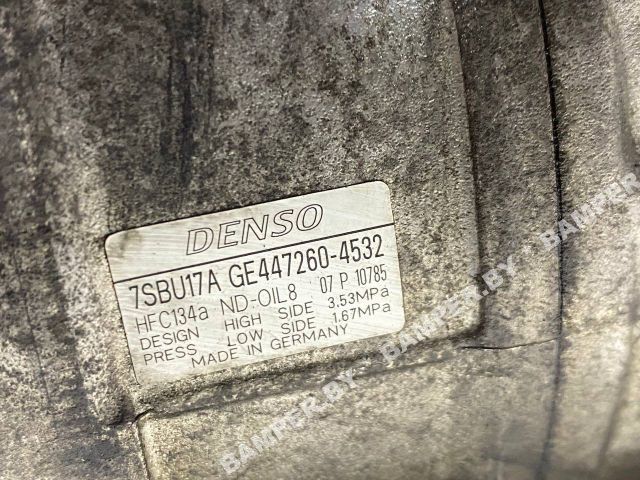 DENSO
7SBU17A GE447260-4532
HFC134a ND-OIL8 07 P 10785
DESIGN HIGH SIDE 3.53MPa
PRESS LOW SIDE 1.67MPa
MADE IN GERMANY
BAMPER.BY - BAMPER.BY - BAMPER.BY